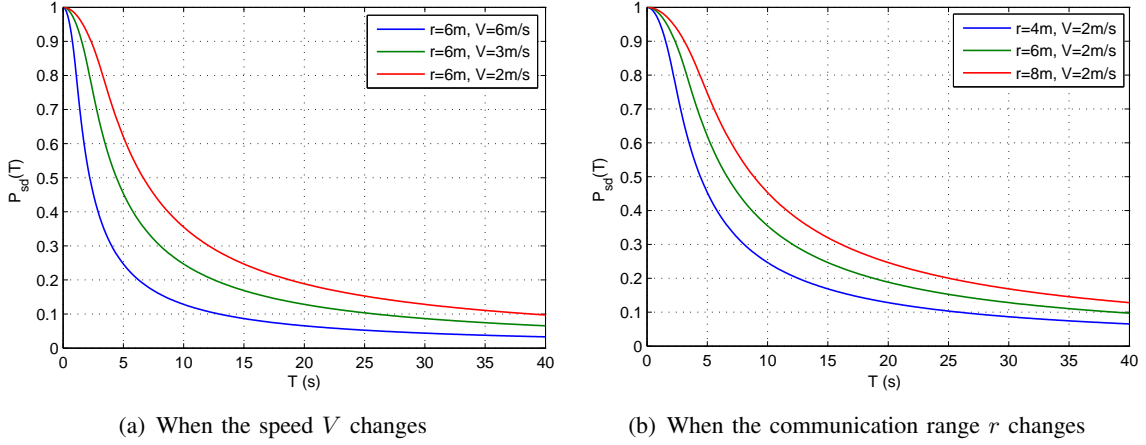 1
0.9
0.8
0.7
0.6
0.5
0.4
0.3
0.2
0.1
0
P_sd(T)
r=6m, V=6m/s
r=6m, V=3m/s
r=6m, V=2m/s
0 5 10 15 20 25 30 35 40
T (s)
(a) When the speed V changes
1
0.9
0.8
0.7
0.6
0.5
0.4
0.3
0.2
0.1
0
P_sd(T)
r=4m, V=2m/s
r=6m, V=2m/s
r=8m, V=2m/s
0 5 10 15 20 25 30 35 40
T (s)
(b) When the communication range r changes